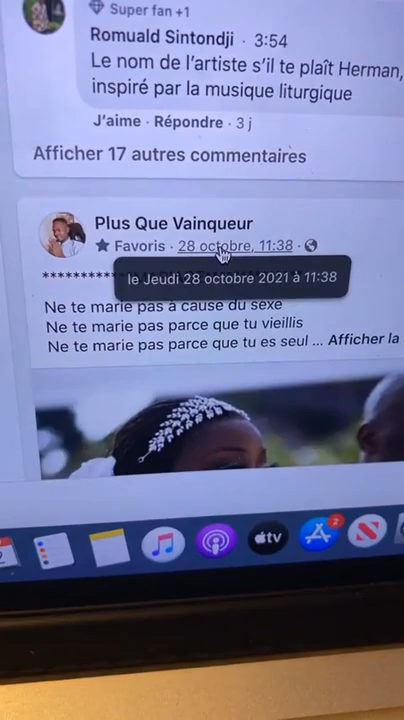 Super fan +1
Romuald Sintondji · 3:54
Le nom de l'artiste s'il te plaît Herman,
inspiré par la musique liturgique
J'aime · Répondre · 3 j
Afficher 17 autres commentaires
Plus Que Vainqueur
Favoris · 28 octobre, 11:38 ·
le Jeudi 28 octobre 2021 à 11:38
Ne te marie pas à cause du sexe
Ne te marie pas parce que tu vieillis
Ne te marie pas parce que tu es seul ... Afficher la
tv
2